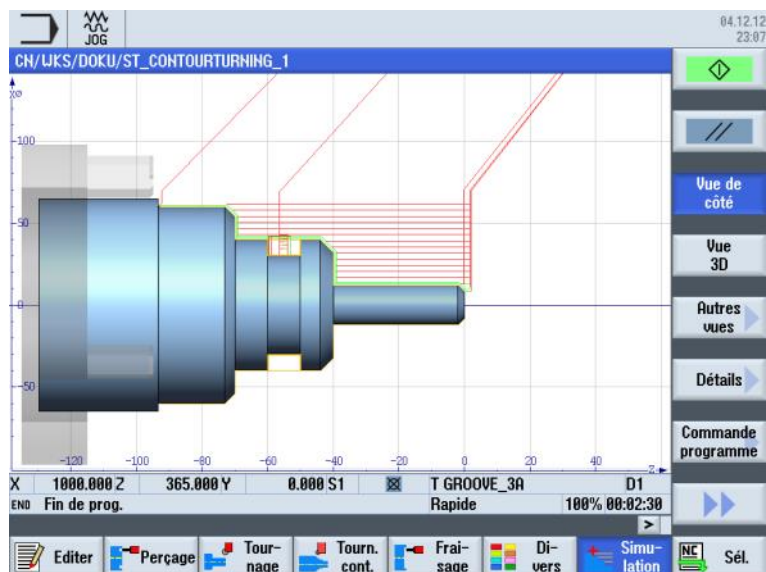 JOG
04.12.12
23:07
CN/WKS/DOKU/ST_CONTOURTURNING_1
XØ
-100
-50
-0
-50
-120 -100 -80 -60 -40 -20 0 20 40 Z
Vue de
côté
Vue
3D
Autres
vues
Détails
Commande
programme
X 1000.000 Z 365.000 Y 0.000 S1 T GROOVE_3A D1
END Fin de prog. Rapide 100% 00:02:30
>
Editer
Perçage
Tour-
nage
Tourn.
cont.
Frai-
sage
Di-
vers
Simu-
lation
NC Sél.